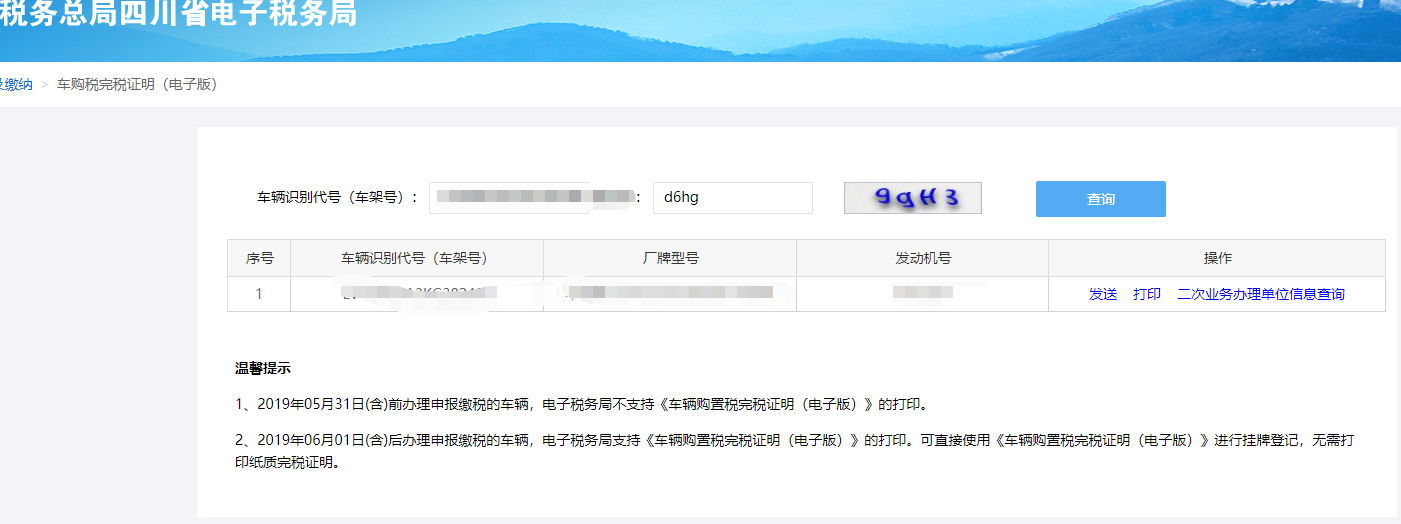 税务总局四川省电子税务局
缴纳 > 车购税完税证明（电子版）
车辆识别代号（车架号）： ： d6hg 9gH3 查询
序号 车辆识别代号（车架号） 厂牌型号 发动机号 操作
1 发送 打印 二次业务办理单位信息查询
温馨提示
1、2019年05月31日(含)前办理申报缴税的车辆，电子税务局不支持《车辆购置税完税证明（电子版）》的打印。
2、2019年06月01日(含)后办理申报缴税的车辆，电子税务局支持《车辆购置税完税证明（电子版）》的打印。可直接使用《车辆购置税完税证明（电子版）》进行挂牌登记，无需打
印纸质完税证明。